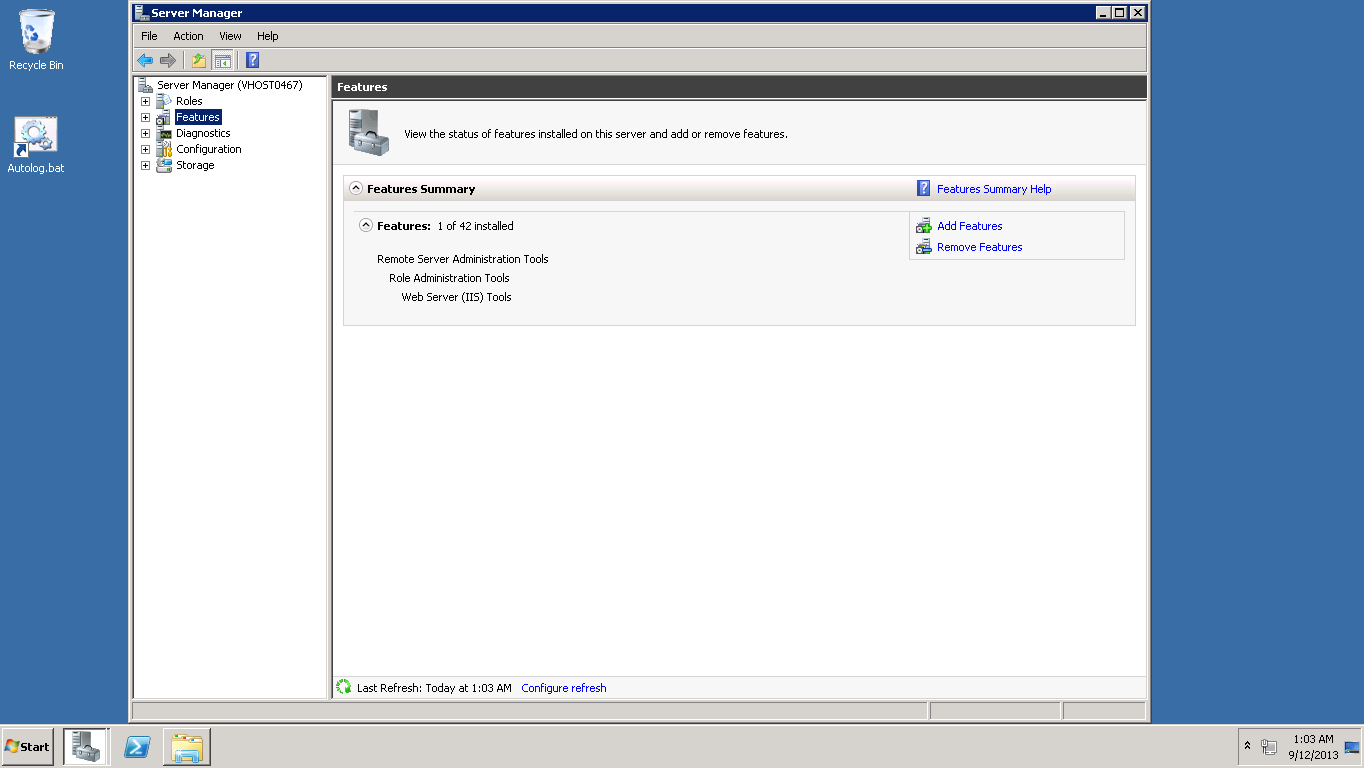 Recycle Bin
Autolog.bat
Server Manager
File Action View Help
Server Manager (VHOST0467)
Roles
Features
Diagnostics
Configuration
Storage
Features
View the status of features installed on this server and add or remove features.
Features Summary
Features Summary Help
Features: 1 of 42 installed
Add Features
Remove Features
Remote Server Administration Tools
Role Administration Tools
Web Server (IIS) Tools
Last Refresh: Today at 1:03 AM Configure refresh
Start
1:03 AM
9/12/2013